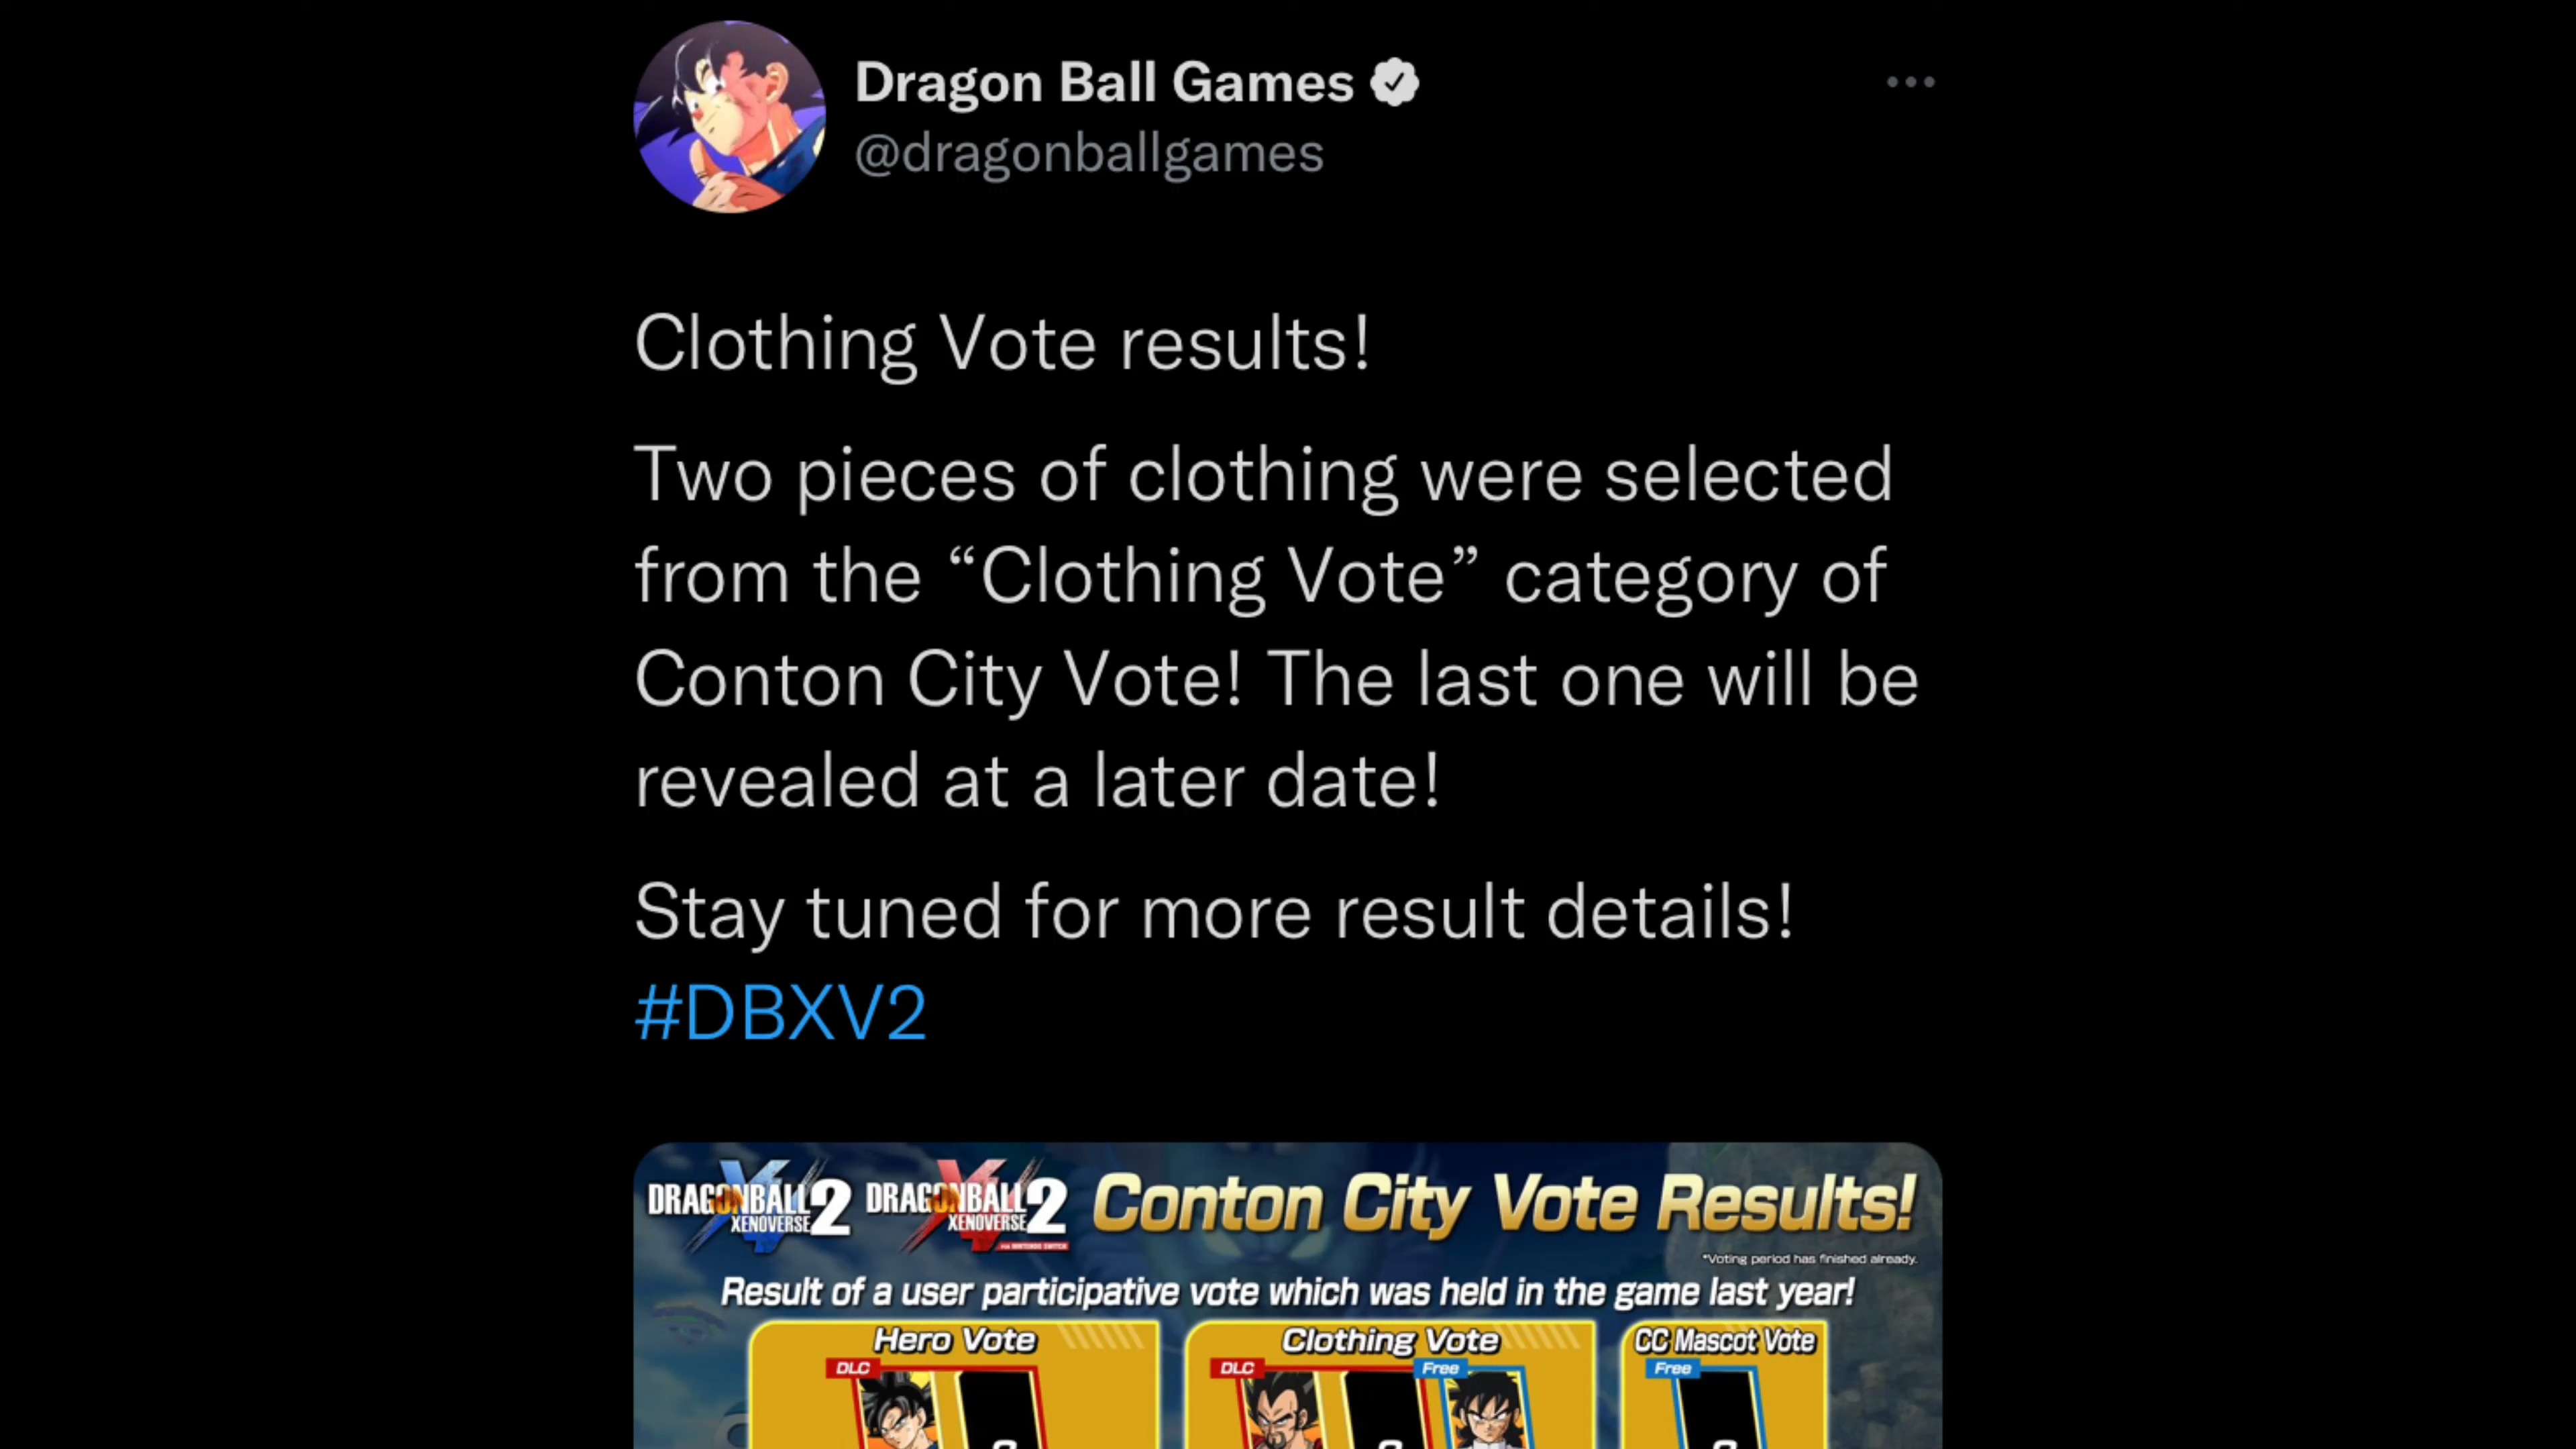 Dragon Ball Games
@dragonballgames
Clothing Vote results!
Two pieces of clothing were selected
from the “Clothing Vote” category of
Conton City Vote! The last one will be
revealed at a later date!
Stay tuned for more result details!
#DBXV2
DRAGONBALL XENOVERSE 2 DRAGONBALL XENOVERSE 2 FOR NINTENDO SWITCH Conton City Vote Results!
*Voting period has finished already.
Result of a user participative vote which was held in the game last year!
Hero Vote Clothing Vote CC Mascot Vote
DLC DLC Free Free